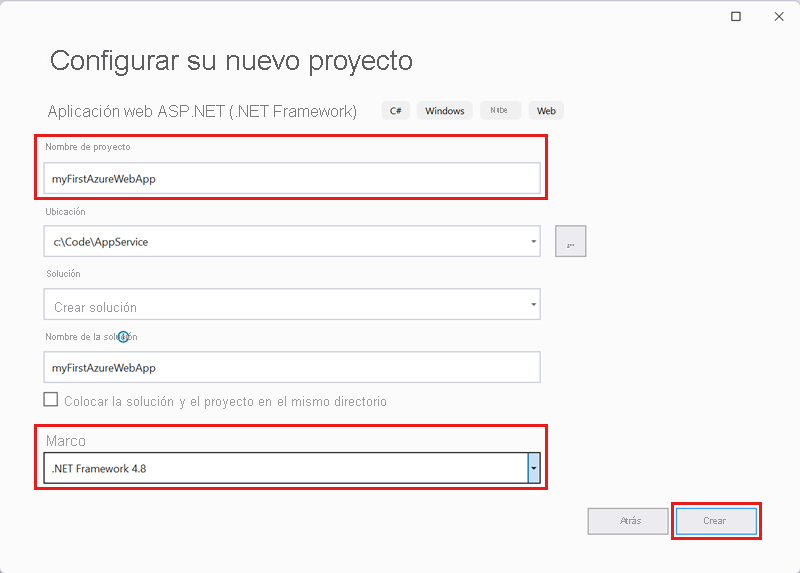 Configurar su nuevo proyecto
Aplicación web ASP.NET (.NET Framework) C# Windows Nube Web
Nombre de proyecto
myFirstAzureWebApp
Ubicación
c:\Code\AppService
...
Solución
Crear solución
Nombre de la solución
myFirstAzureWebApp
Colocar la solución y el proyecto en el mismo directorio
Marco
.NET Framework 4.8
Atrás Crear